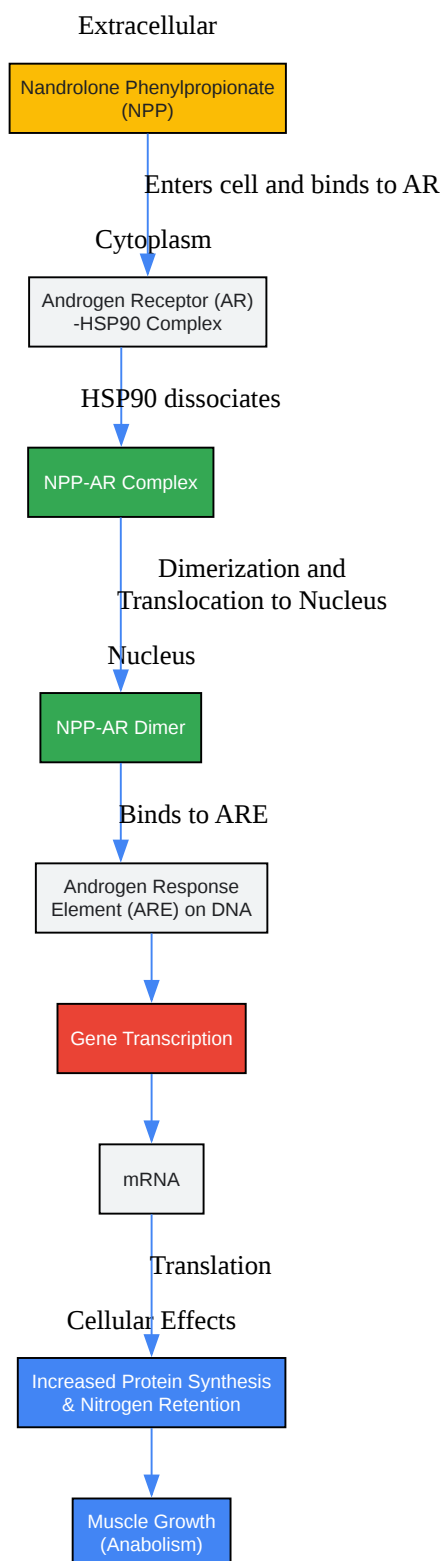 Extracellular
Nandrolone Phenylpropionate
(NPP)
Enters cell and binds to AR
Cytoplasm
Androgen Receptor (AR)
-HSP90 Complex
HSP90 dissociates
NPP-AR Complex
Dimerization and
Translocation to Nucleus
Nucleus
NPP-AR Dimer
Binds to ARE
Androgen Response
Element (ARE) on DNA
Gene Transcription
mRNA
Translation
Cellular Effects
Increased Protein Synthesis
& Nitrogen Retention
Muscle Growth
(Anabolism)